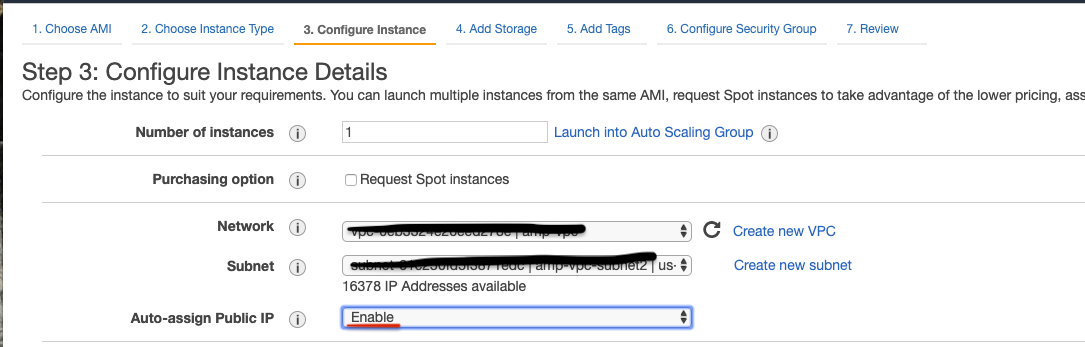 1. Choose AMI 2. Choose Instance Type 3. Configure Instance 4. Add Storage 5. Add Tags 6. Configure Security Group 7. Review
Step 3: Configure Instance Details
Configure the instance to suit your requirements. You can launch multiple instances from the same AMI, request Spot instances to take advantage of the lower pricing, ass
Number of instances i 1 Launch into Auto Scaling Group i
Purchasing option i Request Spot instances
Network i Create new VPC
Subnet i | us- Create new subnet
16378 IP Addresses available
Auto-assign Public IP i Enable